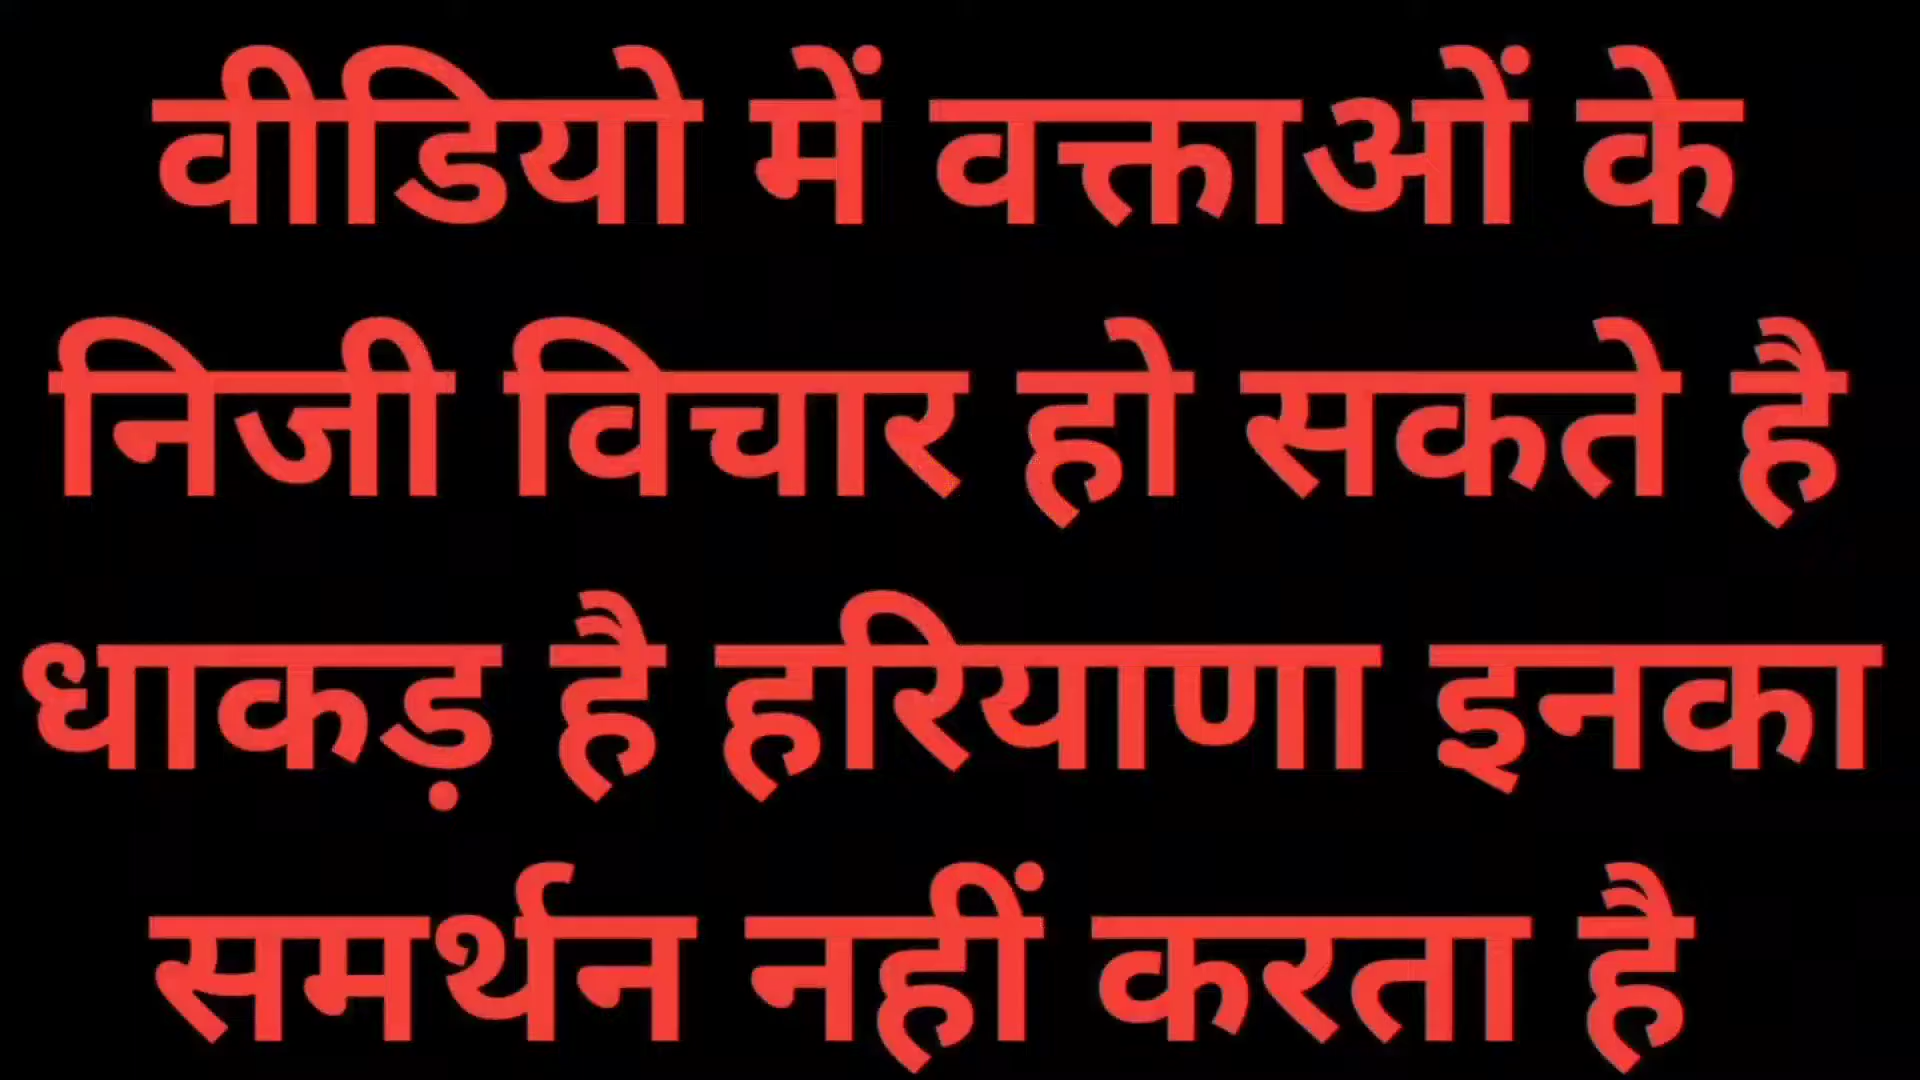 वीडियो में वक्ताओं के
निजी विचार हो सकते है
धाकड़ है हरियाणा इनका
समर्थन नहीं करता है